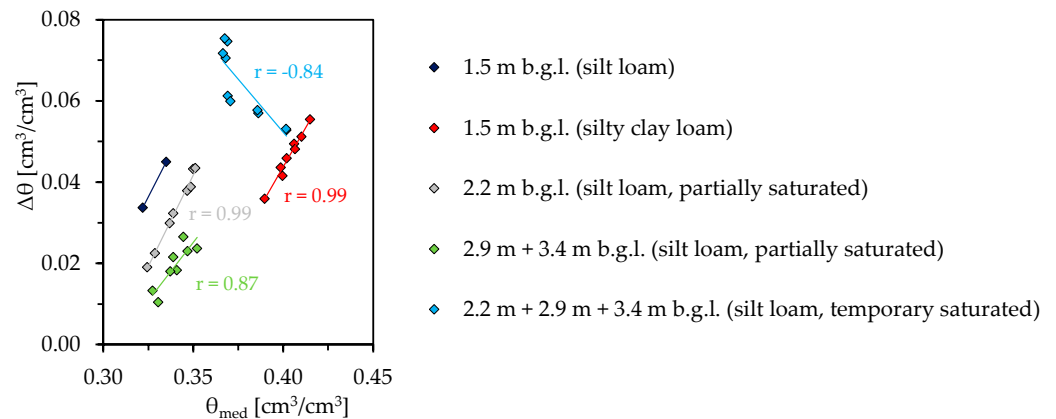 0.08
0.06
0.04
0.02
0.00
Δθ [cm³/cm³]
r = -0.84
r = 0.99
r = 0.99
r = 0.87
0.30
0.35
0.40
0.45
θmed [cm³/cm³]
1.5 m b.g.l. (silt loam)
1.5 m b.g.l. (silty clay loam)
2.2 m b.g.l. (silt loam, partially saturated)
2.9 m + 3.4 m b.g.l. (silt loam, partially saturated)
2.2 m + 2.9 m + 3.4 m b.g.l. (silt loam, temporary saturated)